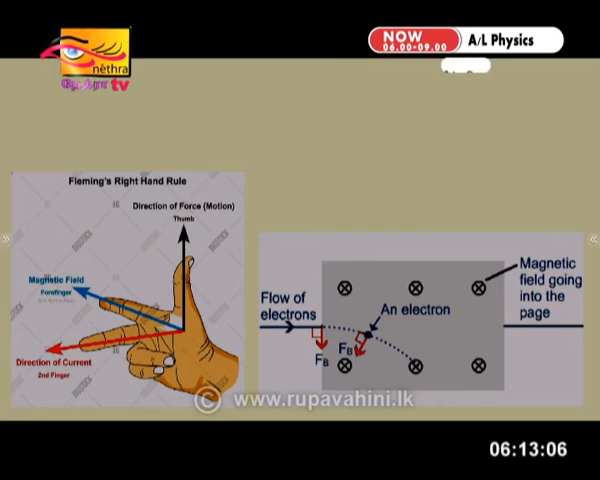 nethra
நேத்ரா tv
NOW
06.00-09.00
A/L Physics
Fleming's Right Hand Rule
Direction of Force (Motion)
Thumb
Magnetic Field
Forefinger
Direction of Current
2nd Finger
Flow of
electrons
An electron
Magnetic
field going
into the
page
FB
FB
© www.rupavahini.lk
06:13:06